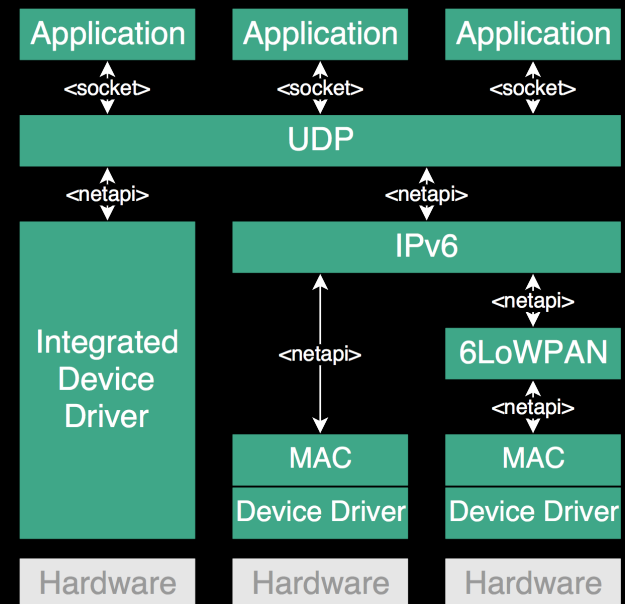 Application Application Application
<socket> <socket> <socket>
UDP
<netapi> <netapi>
IPv6
<netapi>
Integrated
Device
Driver
<netapi>
6LoWPAN
<netapi>
MAC MAC
Device Driver Device Driver
Hardware Hardware Hardware